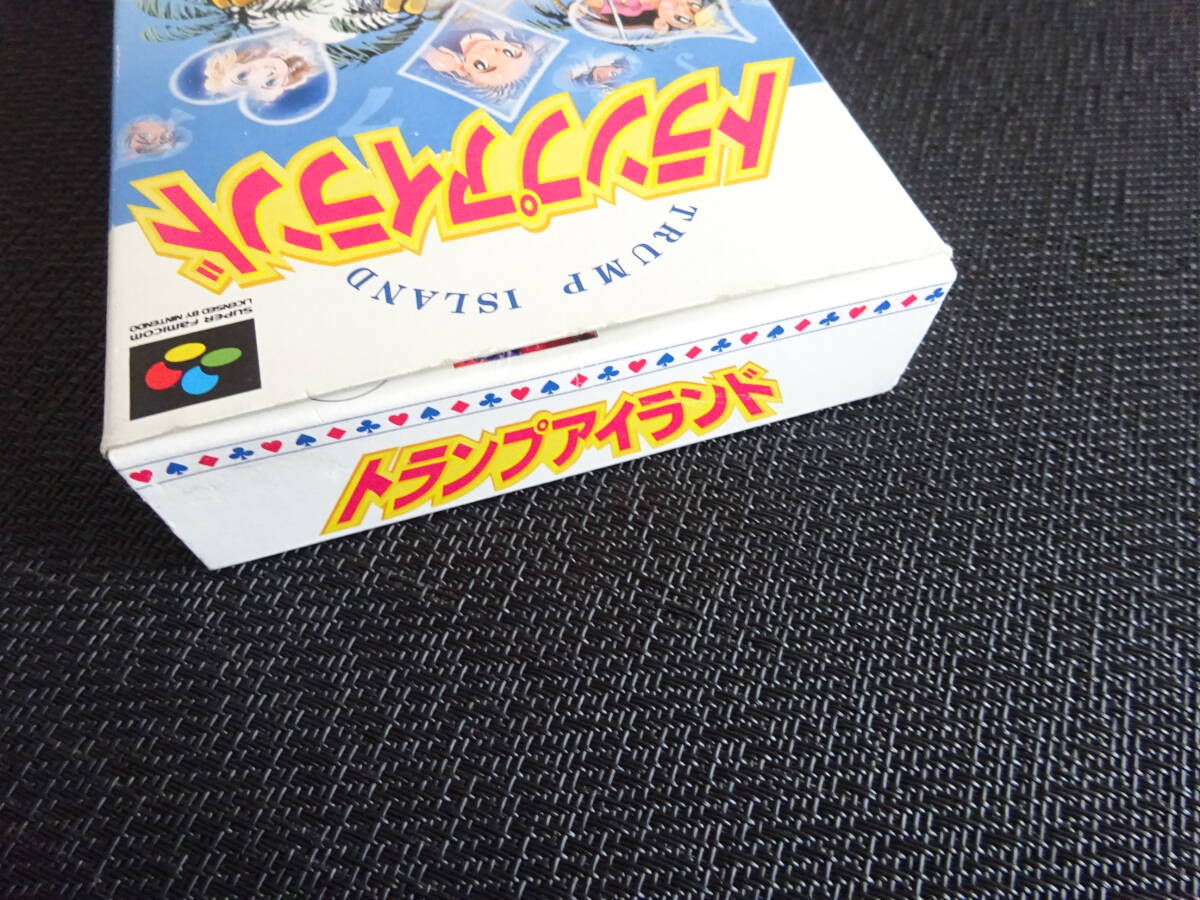 トランプアイランド
TRUMP ISLAND
SUPER Famicom
LICENSED BY NINTENDO
トランプアイランド